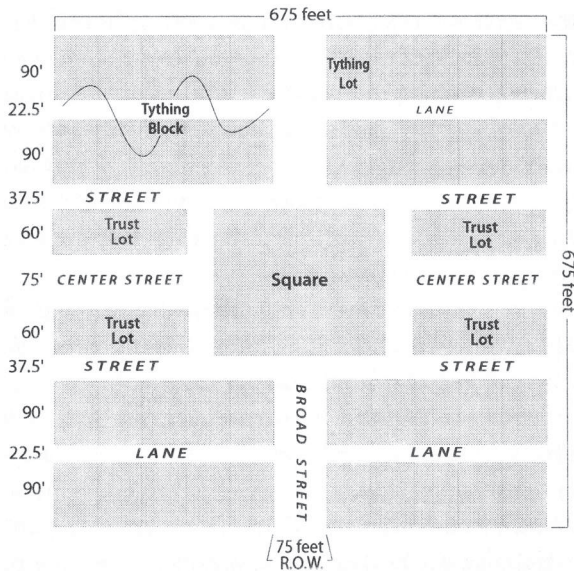 675 feet
90'
Tything
Lot
22.5'
Tything
Block
LANE
90'
37.5'
STREET
STREET
60'
Trust
Lot
Trust
Lot
75'
CENTER STREET
Square
CENTER STREET
675 feet
60'
Trust
Lot
Trust
Lot
37.5'
STREET
STREET
90'
BROAD STREET
22.5'
LANE
LANE
90'
75 feet
R.O.W.